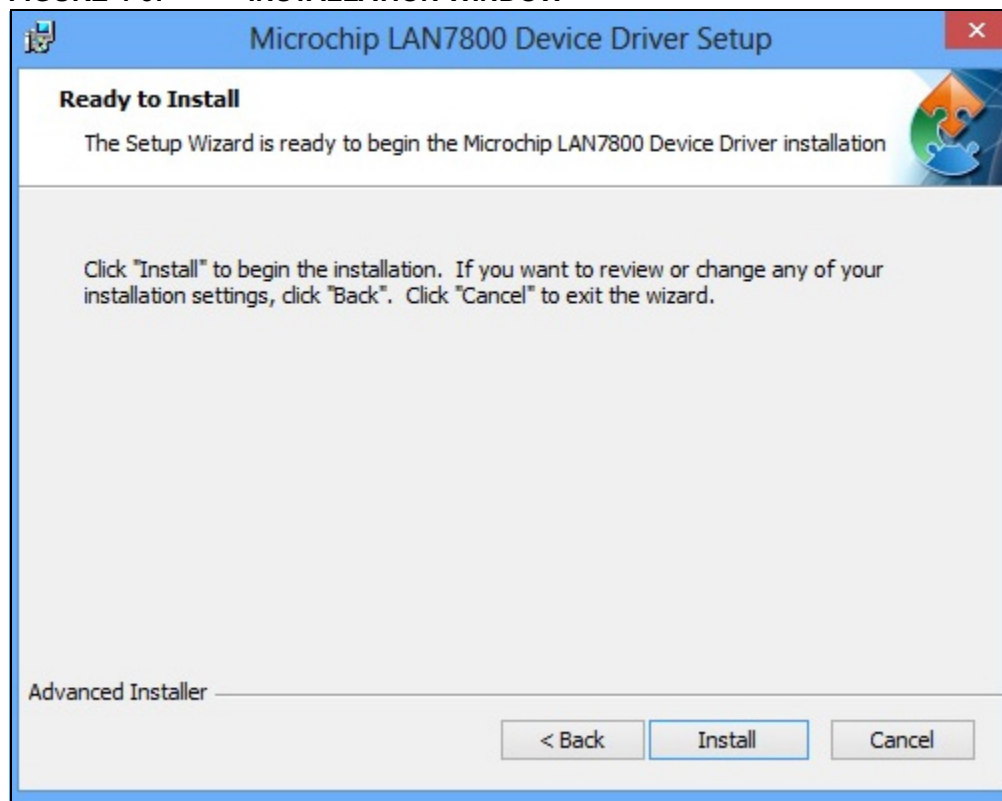 Microchip LAN7800 Device Driver Setup
Ready to Install
The Setup Wizard is ready to begin the Microchip LAN7800 Device Driver installation
Click "Install" to begin the installation.  If you want to review or change any of your
installation settings, click "Back".  Click "Cancel" to exit the wizard.
Advanced Installer
< Back
Install
Cancel